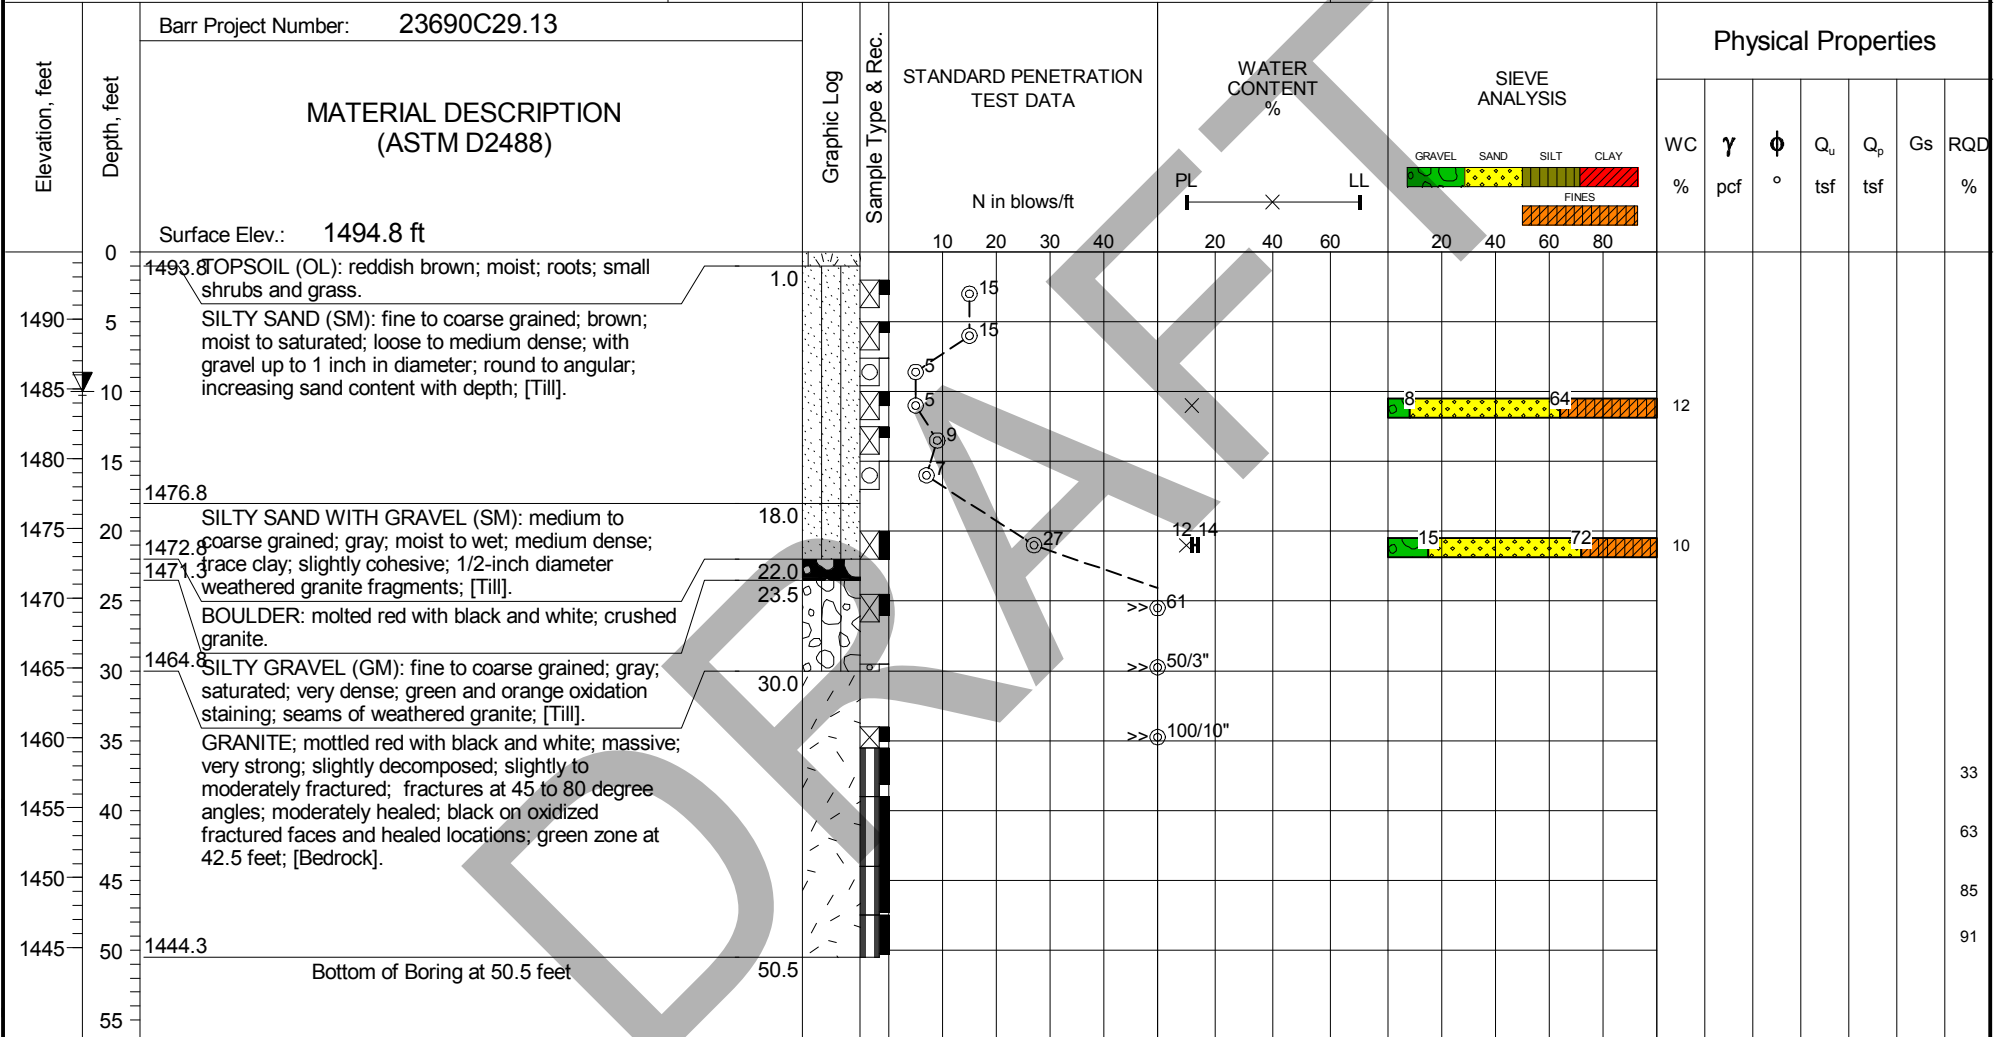 Barr Project Number: 23690C29.13
Elevation, feet
Depth, feet
MATERIAL DESCRIPTION
(ASTM D2488)
Surface Elev.: 1494.8 ft
Graphic Log
Sample Type & Rec.
STANDARD PENETRATION
TEST DATA
N in blows/ft
10 20 30 40
WATER
CONTENT
%
PL LL
20 40 60
SIEVE
ANALYSIS
GRAVEL SAND SILT CLAY
FINES
20 40 60 80
Physical Properties
WC γ ϕ Qu Qp Gs RQD
% pcf ° tsf tsf %
0
1493.8 TOPSOIL (OL): reddish brown; moist; roots; small 1.0
shrubs and grass.
15
SILTY SAND (SM): fine to coarse grained; brown;
1490 5
moist to saturated; loose to medium dense; with 15
gravel up to 1 inch in diameter; round to angular; 5
increasing sand content with depth; [Till].
1485 10
5 8 64 12
9
1480 15
7
1476.8 18.0
SILTY SAND WITH GRAVEL (SM): medium to
1475 20
coarse grained; gray; moist to wet; medium dense; 27 12 14 15 72 10
1472.8 trace clay; slightly cohesive; 1/2-inch diameter 22.0
1471.3 weathered granite fragments; [Till]. 23.5
1470 25
BOULDER: molted red with black and white; crushed >> 61
granite.
1464.8 SILTY GRAVEL (GM): fine to coarse grained; gray; >> 50/3"
1465 30 30.0
saturated; very dense; green and orange oxidation
staining; seams of weathered granite; [Till].
1460 35 >> 100/10"
GRANITE; mottled red with black and white; massive;
very strong; slightly decomposed; slightly to 33
moderately fractured; fractures at 45 to 80 degree
1455 40
angles; moderately healed; black on oxidized
fractured faces and healed locations; green zone at 63
42.5 feet; [Bedrock].
1450 45
85
1445 50 1444.3 91
Bottom of Boring at 50.5 feet 50.5
55
DRAFT